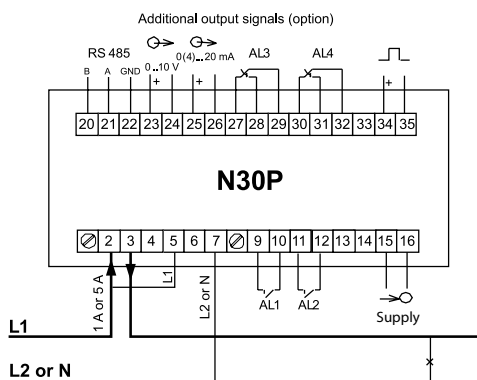 Additional output signals (option)
RS 485
0(4)...20 mA
AL3
AL4
B A GND 0..10 V
+ + +
20 21 22 23 24 25 26 27 28 29 30 31 32 33 34 35
N30P
2 3 4 5 6 7 9 10 11 12 13 14 15 16
1 A or 5 A
L1
L2 or N
AL1
AL2
Supply
L1
L2 or N